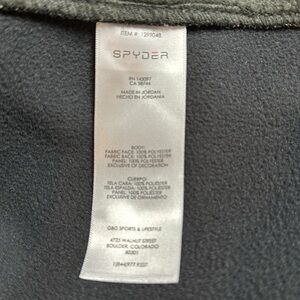 ITEM #: 1259048
SPYDER
RN 143097
CA 58744
MADE IN JORDAN
HECHO EN JORDANIA
BODY:
FABRIC FACE: 100% POLYESTER
FABRIC BACK: 100% POLYESTER
PANEL: 100% POLYESTER
EXCLUSIVE OF DECORATION
CUERPO:
TELA CARA: 100% POLIÉSTER
TELA ESPALDA: 100% POLIÉSTER
PANEL: 100% POLIÉSTER
EXCLUSIVE DE ORNAMENTO
SPORTS & LIFESTYLE
4725 WALNUT STREET
BOULDER, COLORADO
80301